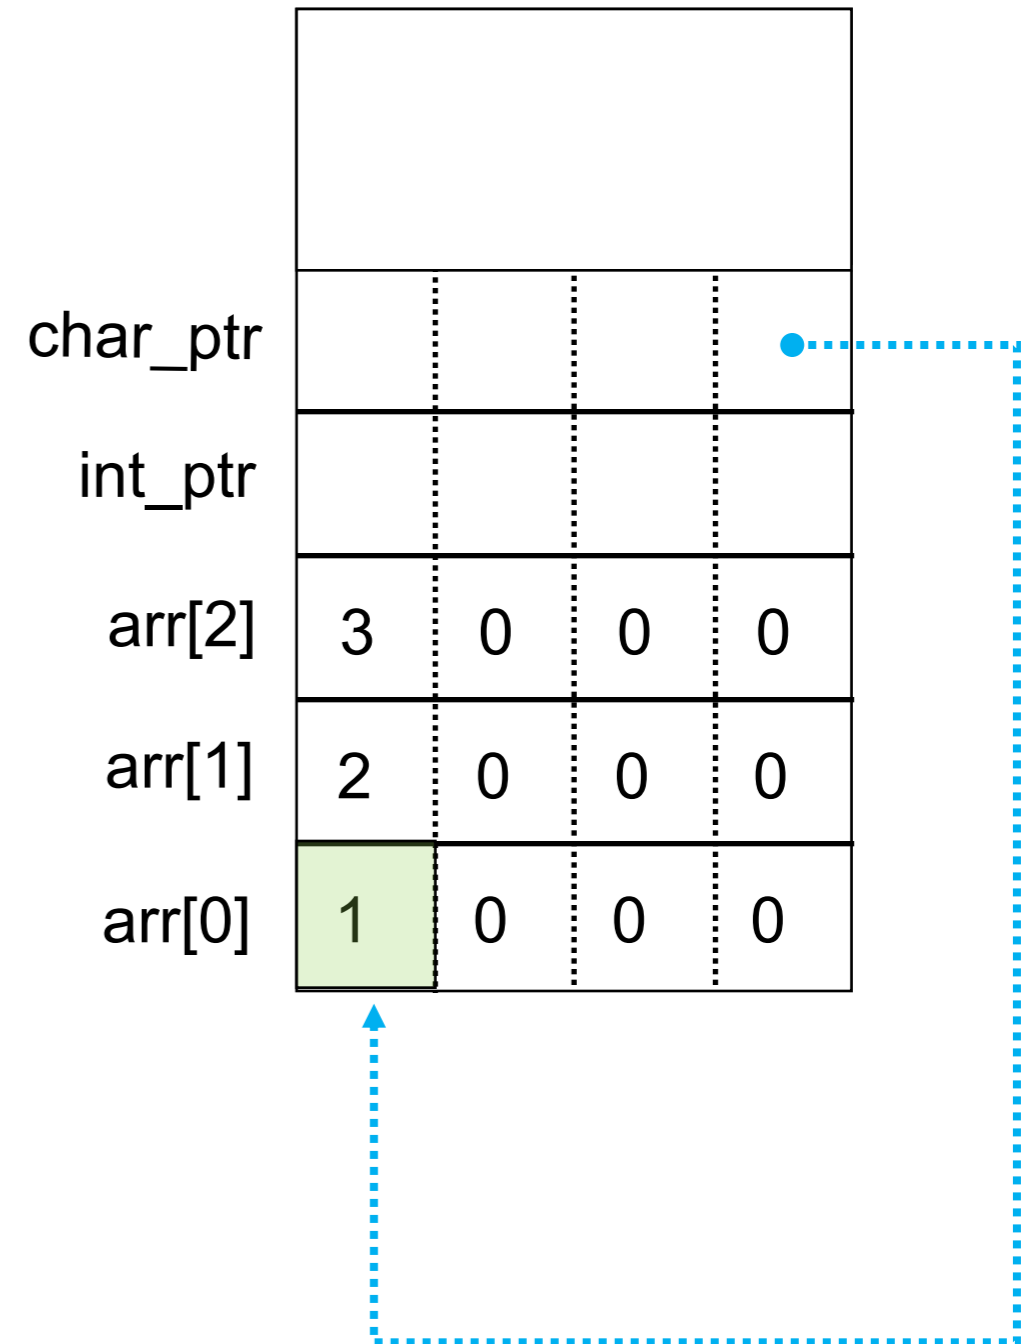 char_ptr
int_ptr
arr[2] 3 0 0 0
arr[1] 2 0 0 0
arr[0] 1 0 0 0